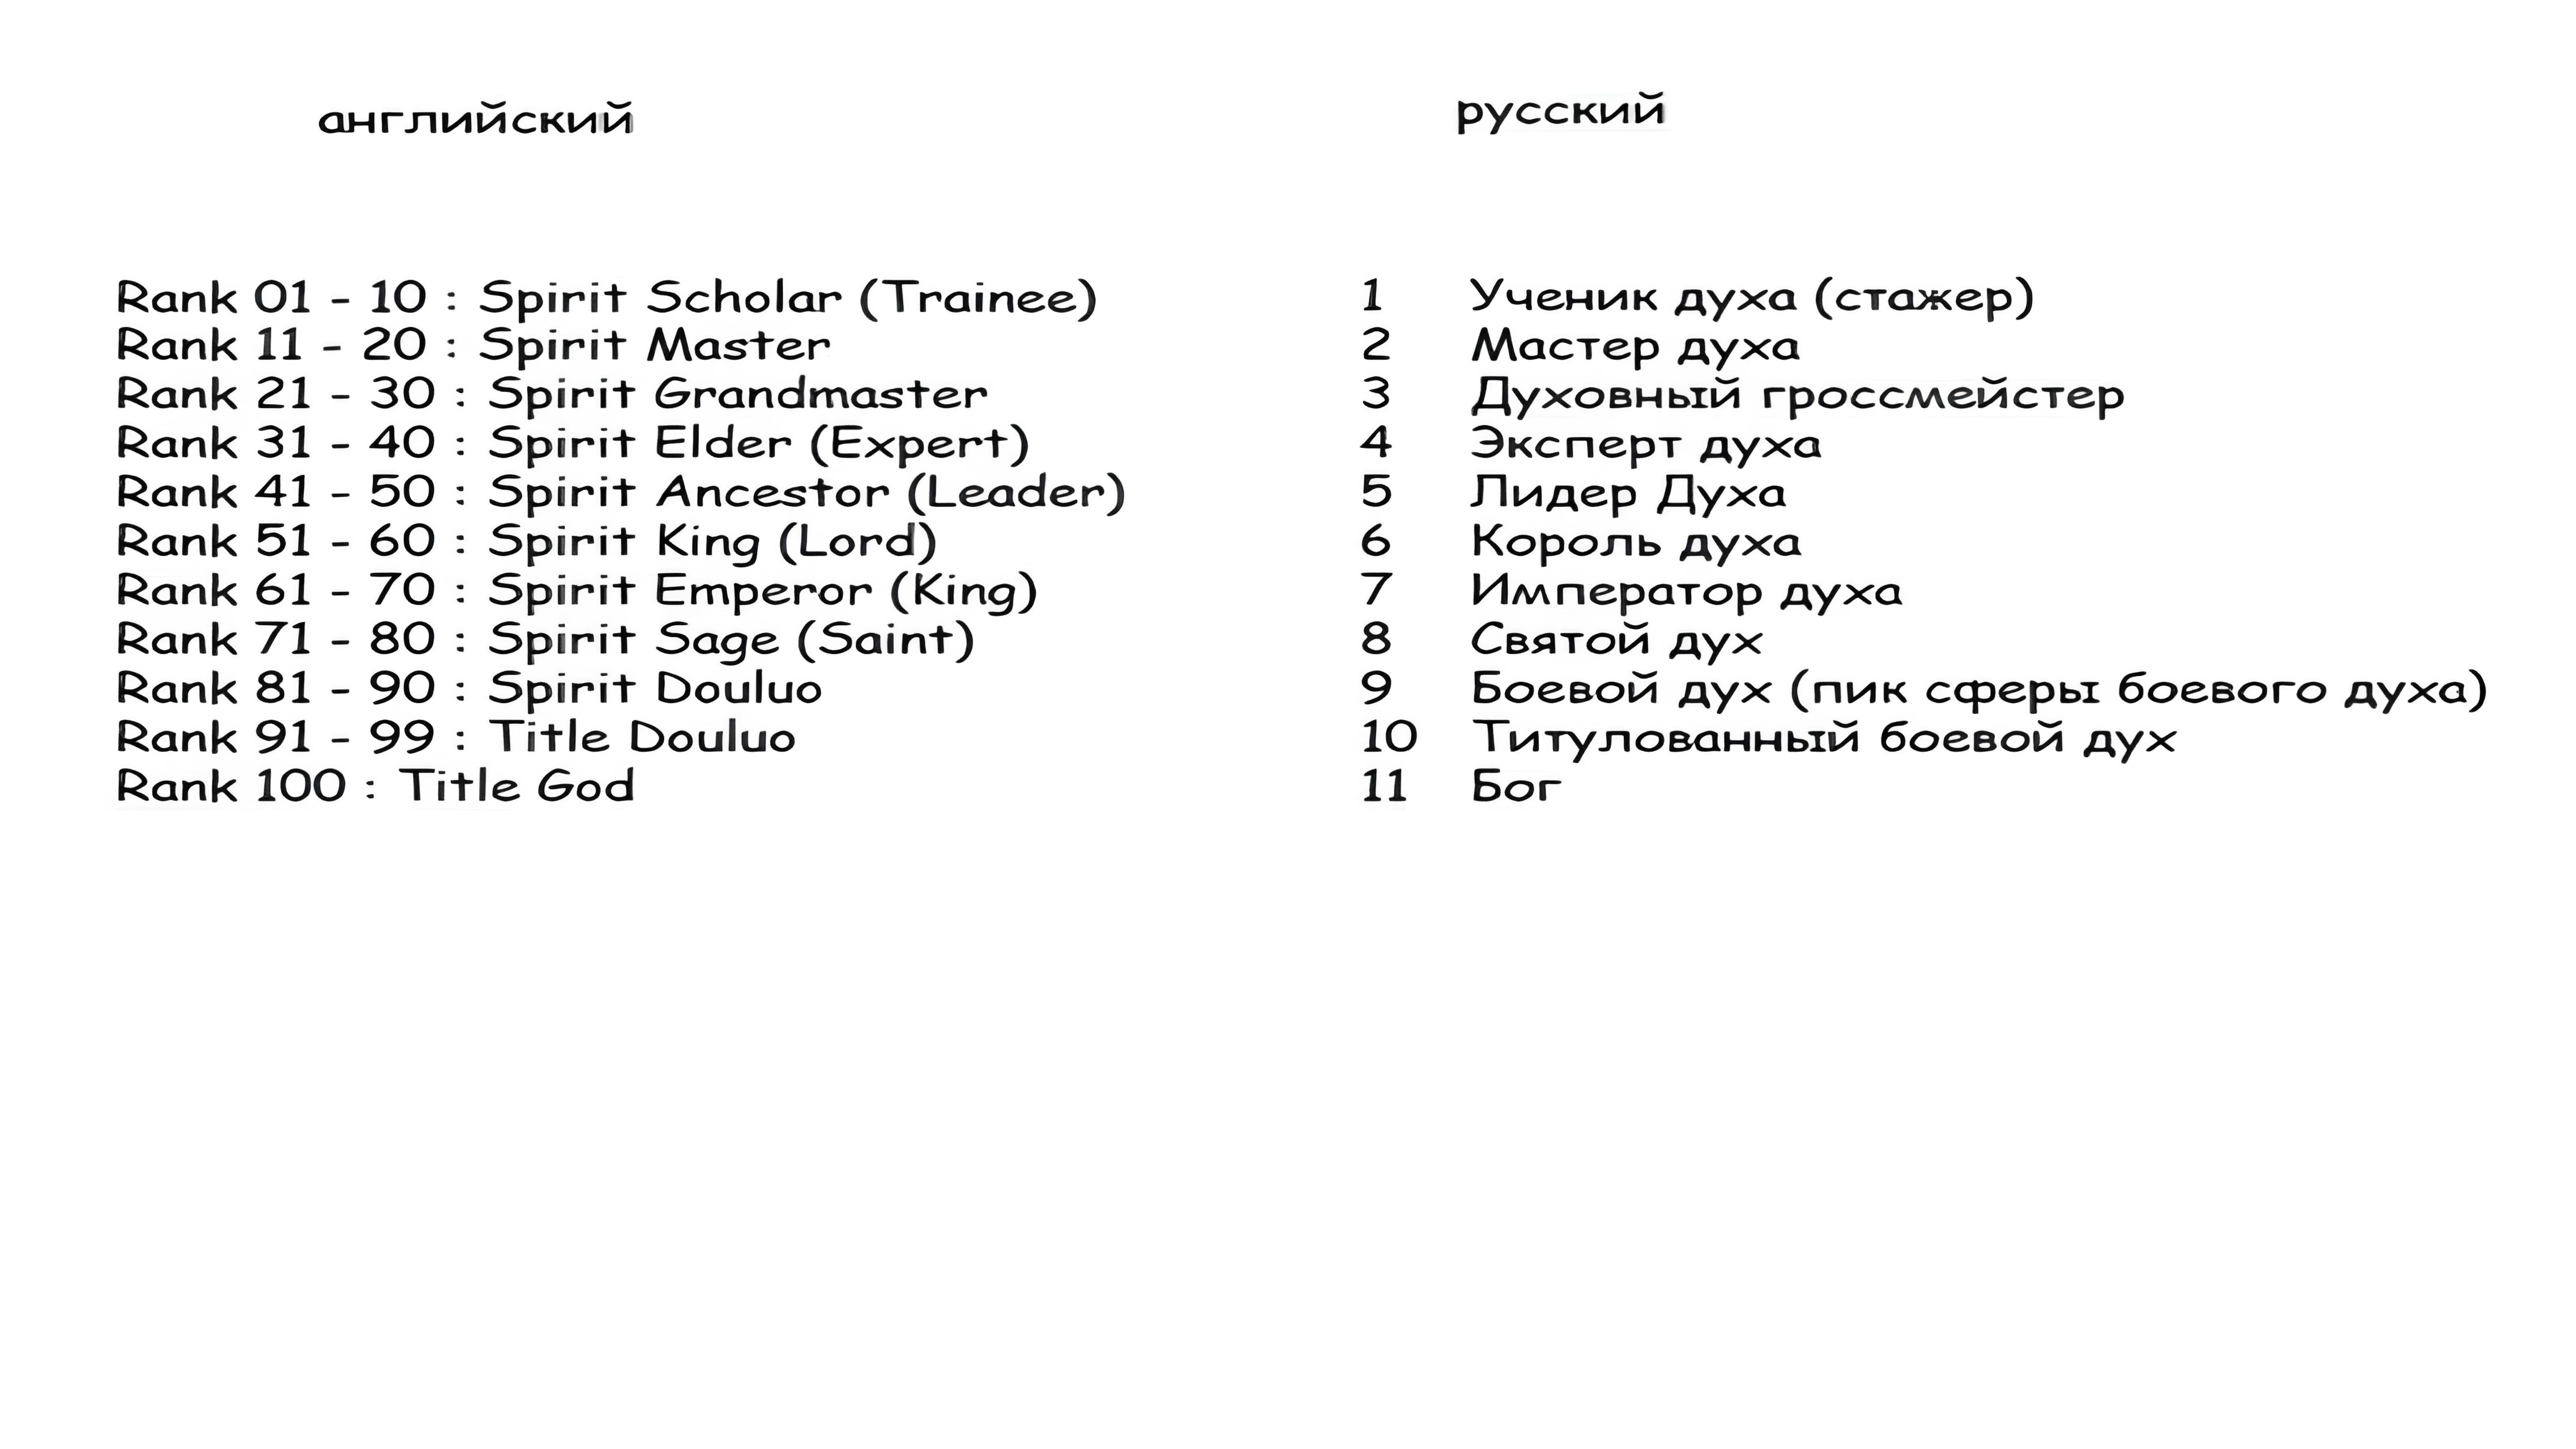 английский
русский
Rank 01 - 10 : Spirit Scholar (Trainee)
Rank 11 - 20 : Spirit Master
Rank 21 - 30 : Spirit Grandmaster
Rank 31 - 40 : Spirit Elder (Expert)
Rank 41 - 50 : Spirit Ancestor (Leader)
Rank 51 - 60 : Spirit King (Lord)
Rank 61 - 70 : Spirit Emperor (King)
Rank 71 - 80 : Spirit Sage (Saint)
Rank 81 - 90 : Spirit Douluo
Rank 91 - 99 : Title Douluo
Rank 100 : Title God
1 Ученик духа (стажер)
2 Мастер духа
3 Духовный гроссмейстер
4 Эксперт духа
5 Лидер Духа
6 Король духа
7 Император духа
8 Святой дух
9 Боевой дух (пик сферы боевого духа)
10 Титулованный боевой дух
11 Бог